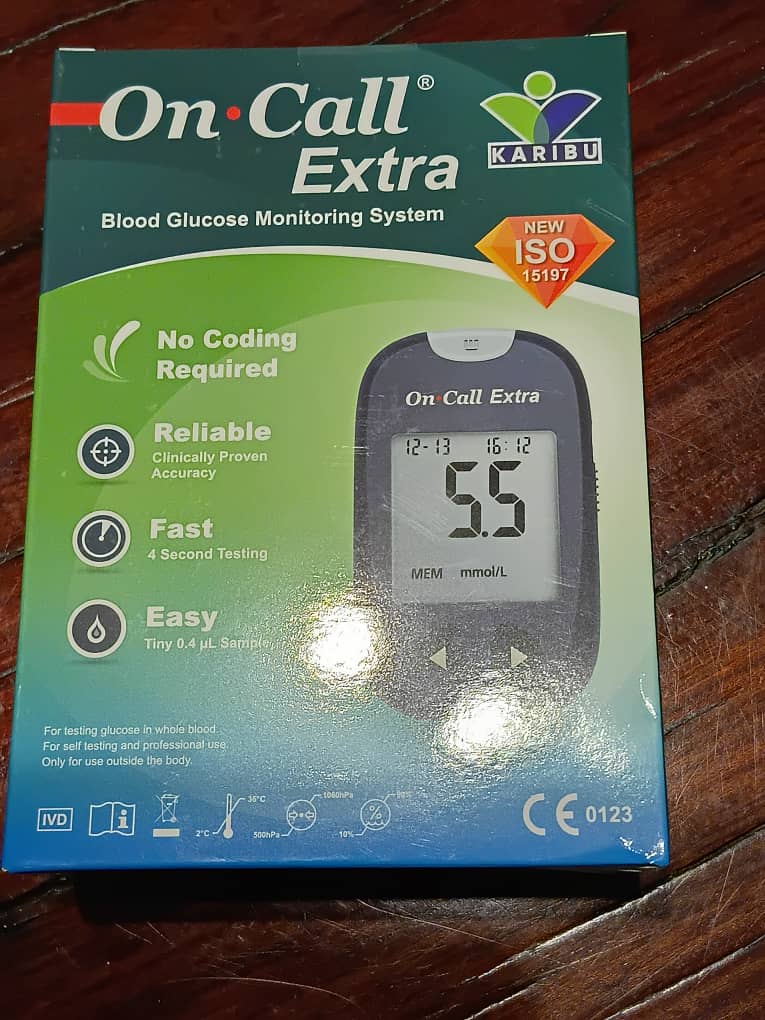 On·Call®
Extra
KARIBU
Blood Glucose Monitoring System
NEW
ISO
15197
No Coding
Required
Reliable
Clinically Proven
Accuracy
Fast
4 Second Testing
Easy
Tiny 0.4 µL Sample
On·Call Extra
12-13 16:12
5.5
MEM mmol/L
For testing glucose in whole blood.
For self testing and professional use.
Only for use outside the body.
IVD
i
2°C
35°C
500hPa
1060hPa
10%
%
90%
CE 0123